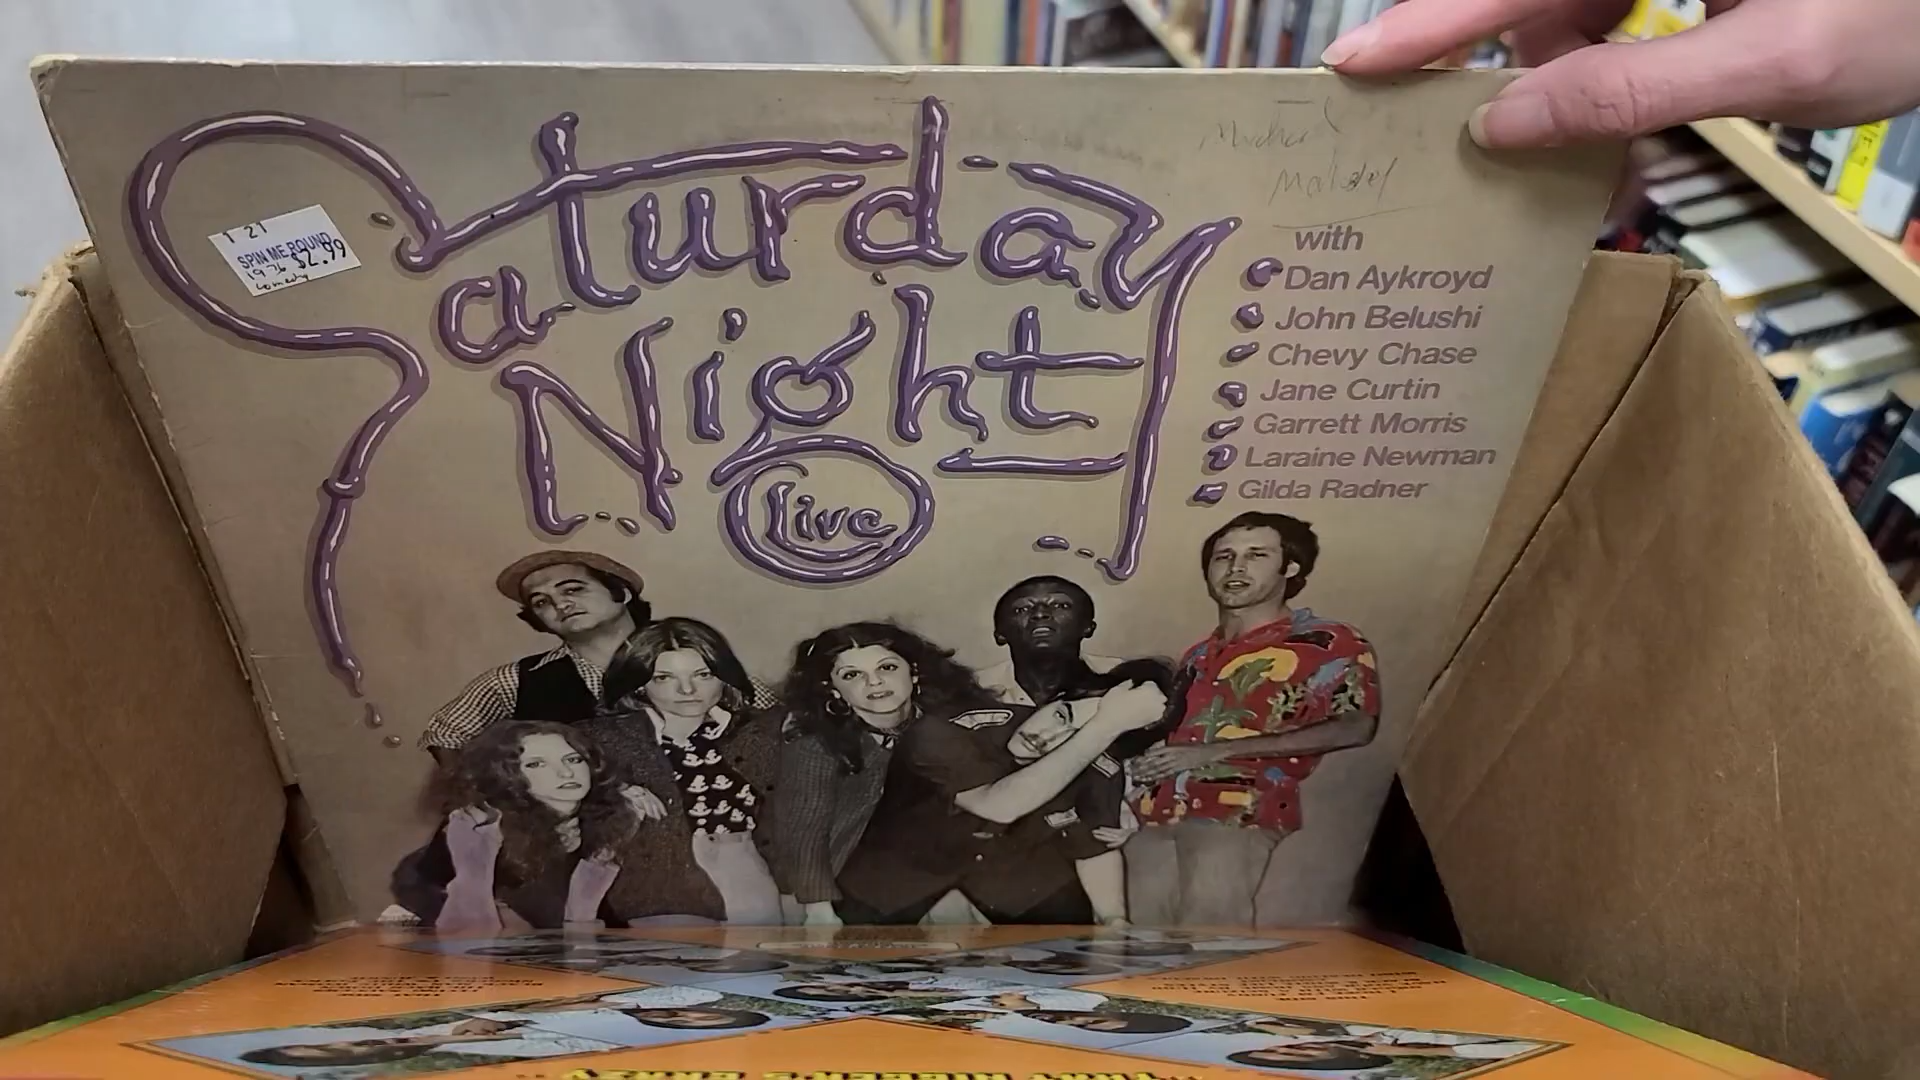 Saturday
Night
Live
1 21
SPIN ME ROUND
1976 $2.99
Comedy
Michael
with
Dan Aykroyd
John Belushi
Chevy Chase
Jane Curtin
Garrett Morris
Laraine Newman
Gilda Radner